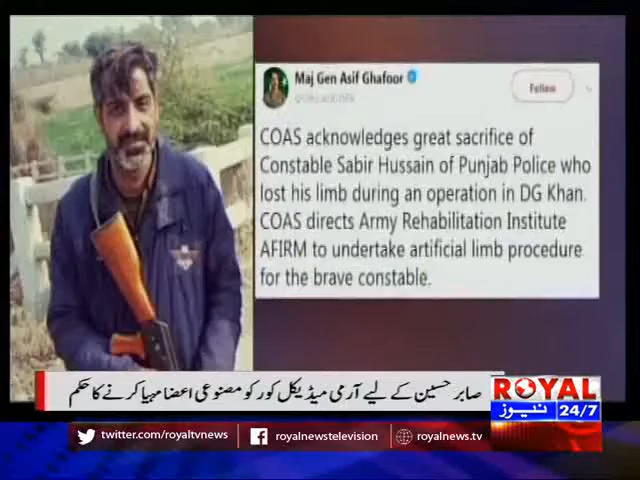 Maj Gen Asif Ghafoor
Follow
COAS acknowledges great sacrifice of
Constable Sabir Hussain of Punjab Police who
lost his limb during an operation in DG Khan.
COAS directs Army Rehabilitation Institute
AFIRM to undertake artificial limb procedure
for the brave constable.
صابر حسین کے لیے آرمی میڈیکل کور کو مصنوعی اعضا مہیا کرنے کا حکم
ROYAL
نیوز 24/7
twitter.com/royaltvnews royalnewstelevision royalnews.tv